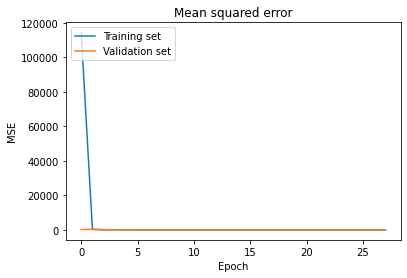 Mean squared error
120000
100000
80000
60000
40000
20000
0
MSE
Training set
Validation set
0 5 10 15 20 25
Epoch